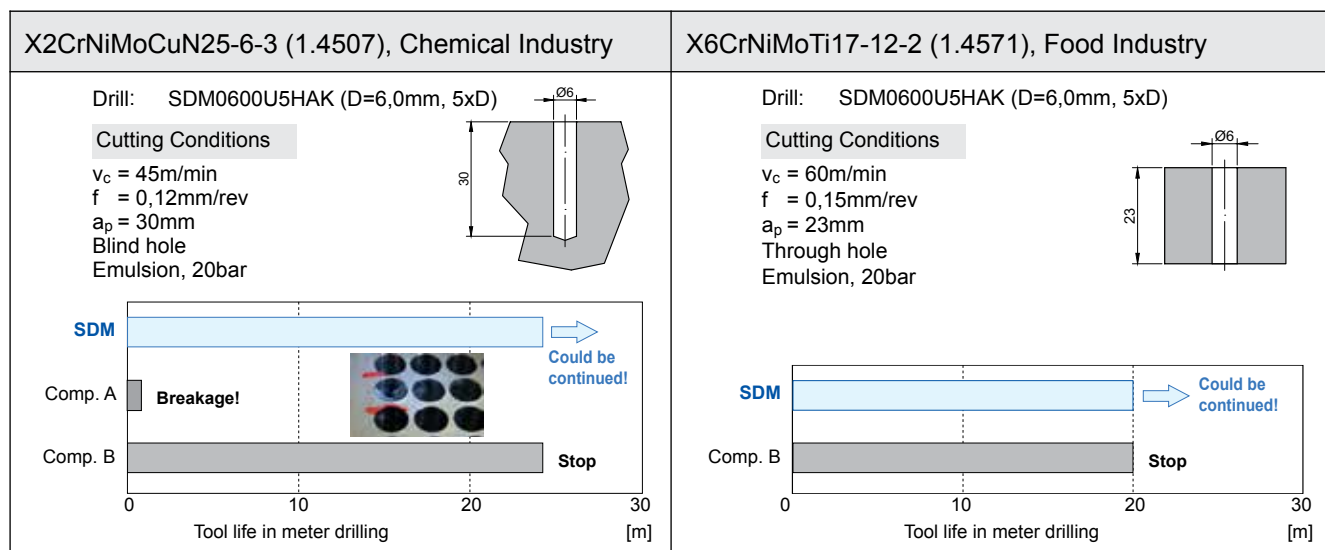 X2CrNiMoCuN25-6-3 (1.4507), Chemical Industry
Drill: SDM0600U5HAK (D=6,0mm, 5xD)
Cutting Conditions
vc = 45m/min
f = 0,12mm/rev
ap = 30mm
Blind hole
Emulsion, 20bar
Ø6
30
SDM
Could be
continued!
Comp. A
Breakage!
Comp. B
Stop
0 10 20 30
Tool life in meter drilling [m]
X6CrNiMoTi17-12-2 (1.4571), Food Industry
Drill: SDM0600U5HAK (D=6,0mm, 5xD)
Cutting Conditions
vc = 60m/min
f = 0,15mm/rev
ap = 23mm
Through hole
Emulsion, 20bar
Ø6
23
SDM
Could be
continued!
Comp. B
Stop
0 10 20 30
Tool life in meter drilling [m]